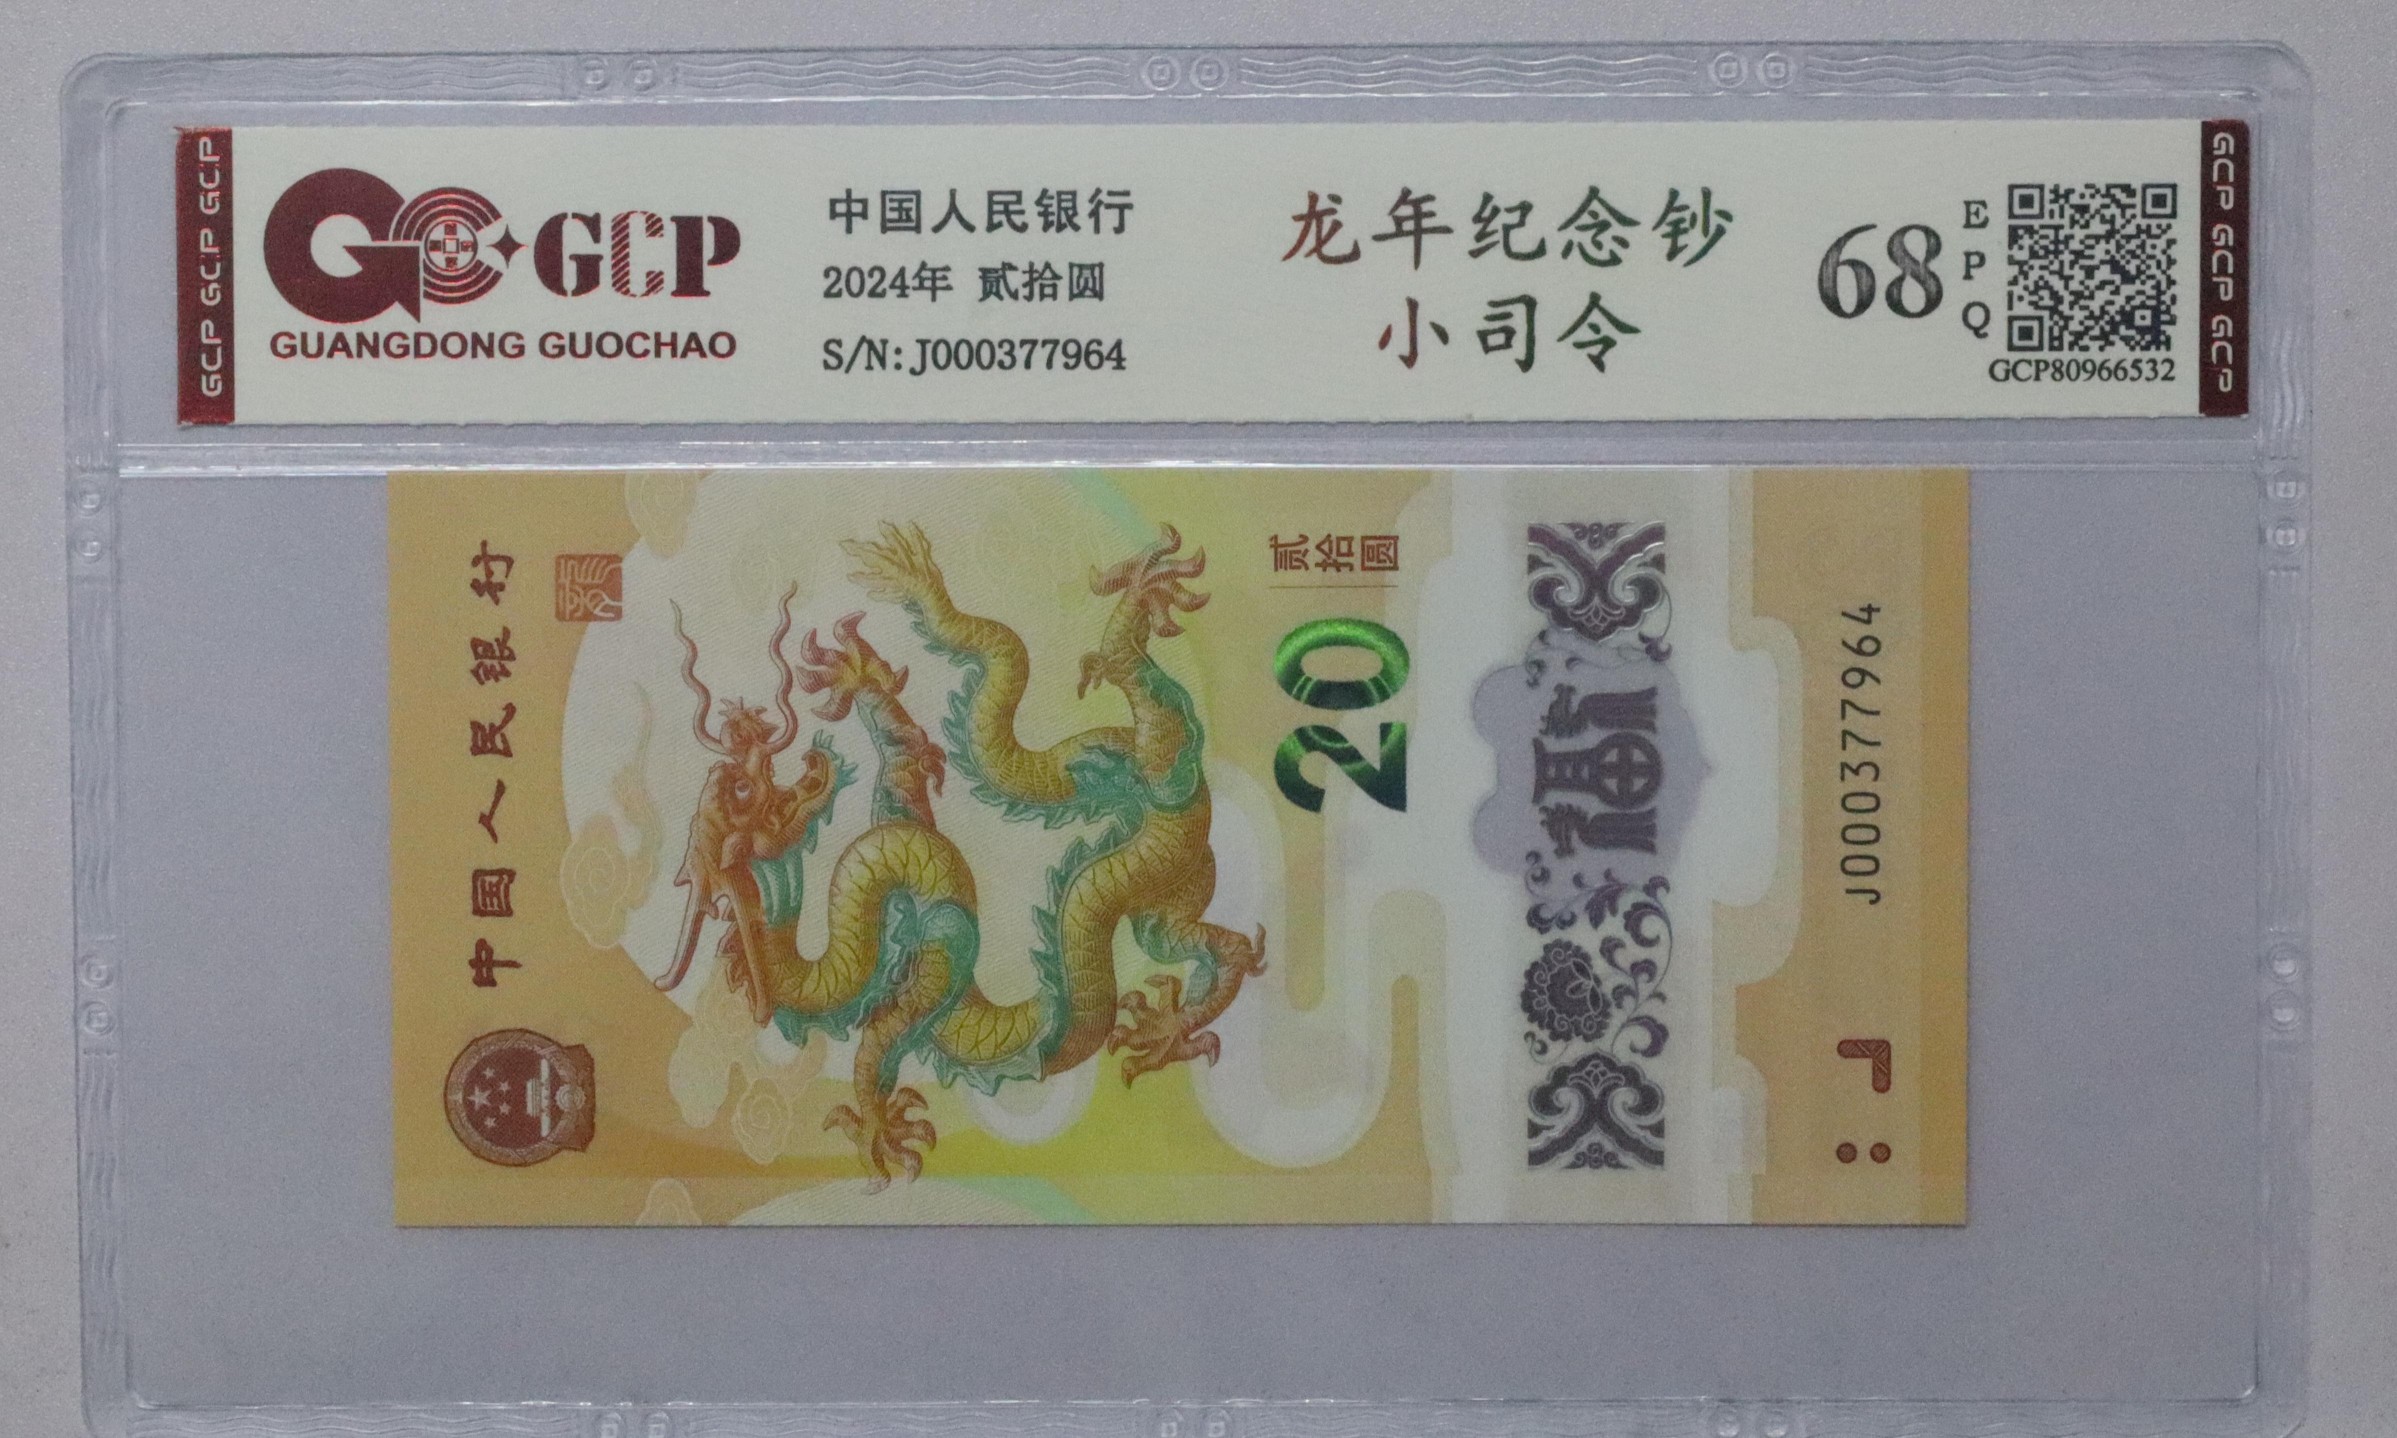 GCP GCP GCP
GCP
GUANGDONG GUOCHAO
中国人民银行
2024年 贰拾圆
S/N:J000377964
龙年纪念钞
小司令
68
EPQ
GCP80966532
GCP GCP GCP
中国人民银行
贰拾圆
20
福
J000377964